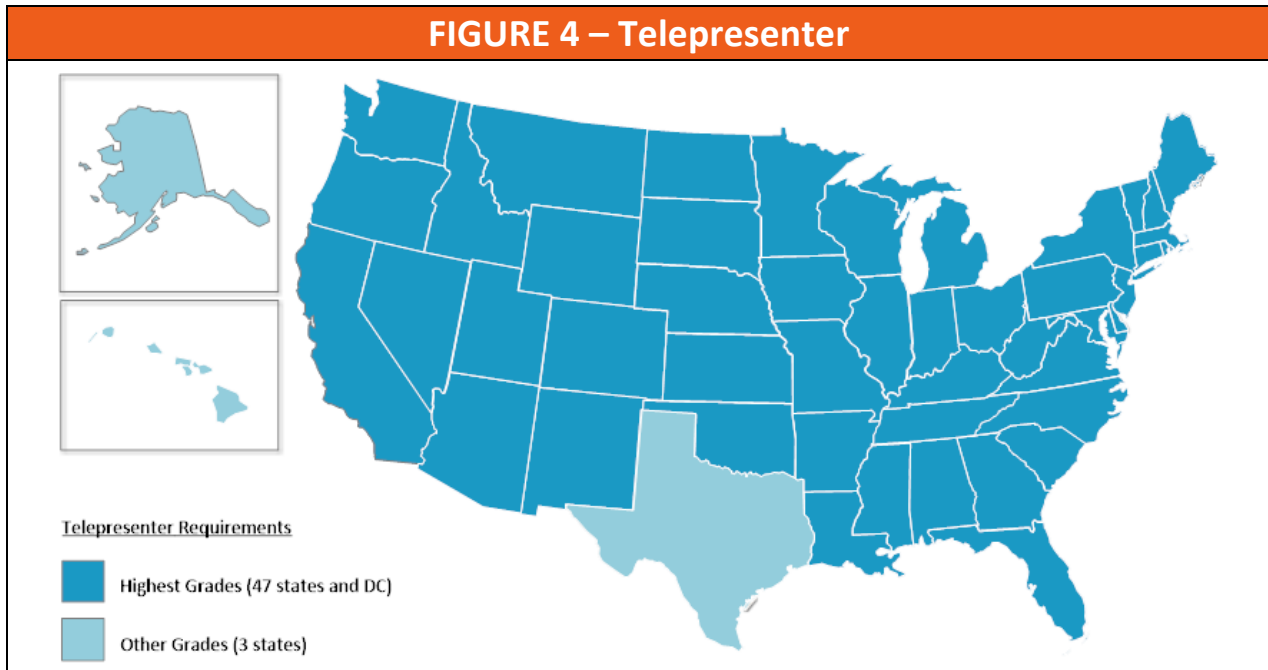 FIGURE 4 – Telepresenter
Telepresenter Requirements
Highest Grades (47 states and DC)
Other Grades (3 states)